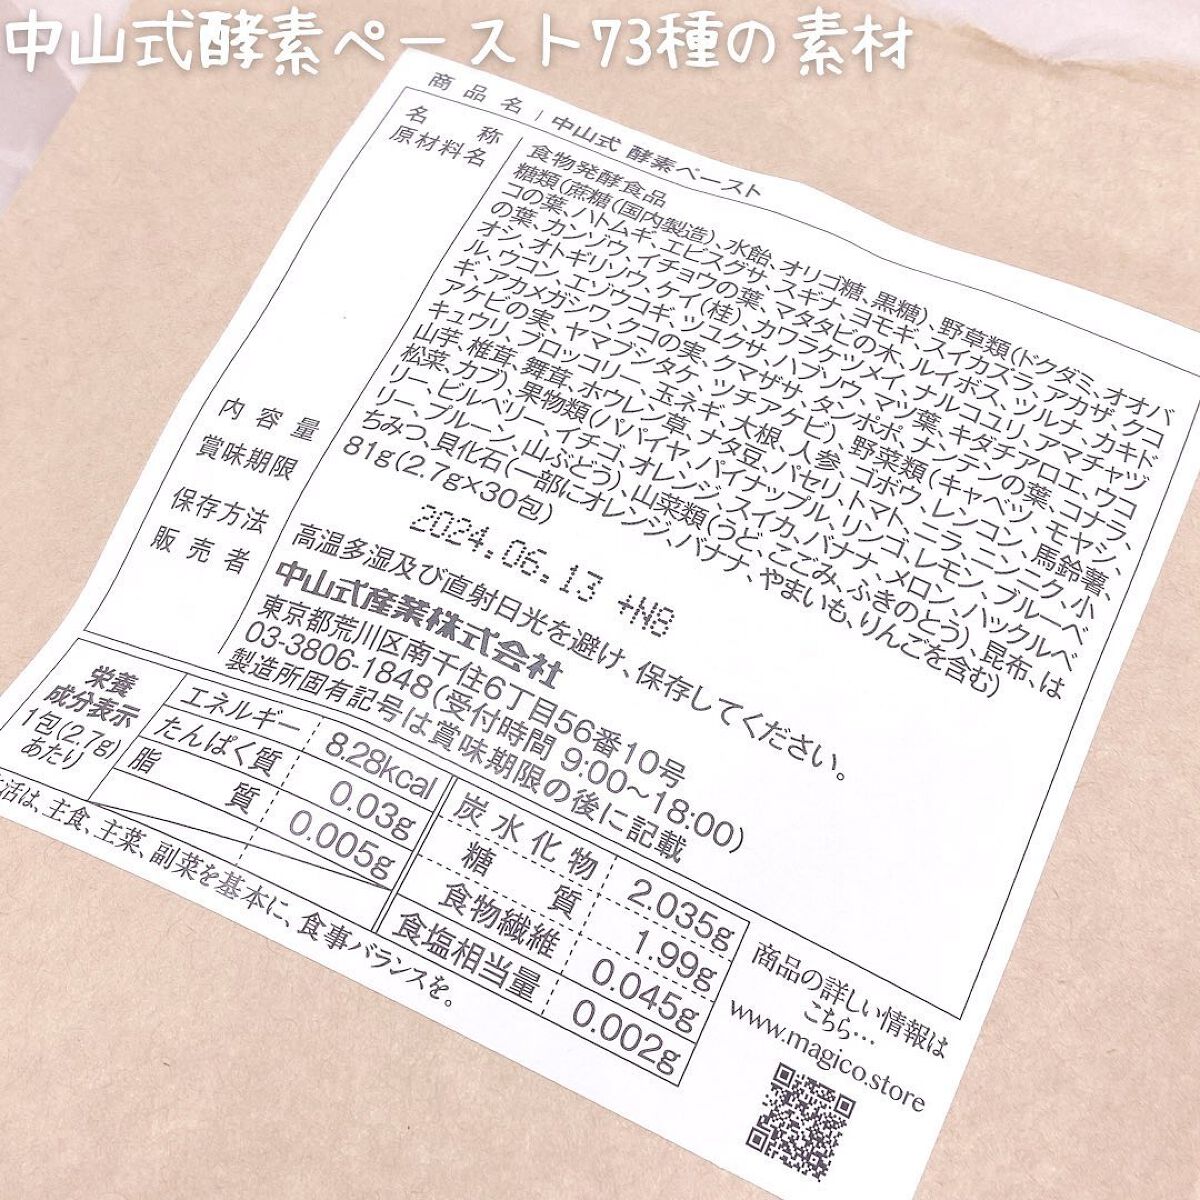 中山式酵素ペースト73種の素材
商品名 中山式 酵素ペースト
名称 食物発酵食品
原材料名 糖類(蔗糖(国内製造)、水飴、オリゴ糖、黒糖)、野草類(ドクダミ、オオバ
コの葉、ハトムギ、エビスグサ、スギナ、ヨモギ、スイカズラ、アカザ、クコ
の葉、カンゾウ、イチョウの葉、マタタビの木、ルイボス、ツルナ、カキド
オシ、オトギリソウ、ケイ(桂)、カワラケツメイ、ナルコユリ、アマチャヅ
ル、ウコン、エゾウコギ、ツユクサ、ハブソウ、マツ葉、キダチアロエ、ウコ
ギ、アカメガシワ、クコの実、クマザサ、タンポポ、ナンテンの葉、コナラ、
アケビの実、ヤマブシタケ、ツチアケビ)、野菜類(キャベツ、モヤシ、
キュウリ、ブロッコリー、玉ネギ、大根、人参、ゴボウ、レンコン、馬鈴薯、
山芋、椎茸、舞茸、ホウレン草、ナタ豆、パセリ、トマト、ニラ、ニンニク、小
松菜、カブ)、果物類(パパイヤ、パイナップル、リンゴ、レモン、ブルーベ
リー、ビルベリー、イチゴ、オレンジ、スイカ、バナナ、メロン、ハックルベ
リー、プルーン、山ぶどう)、山菜類(うど、こごみ、ふきのとう)、昆布、は
ちみつ、貝化石(一部にオレンジ、バナナ、やまいも、りんごを含む)
内容量 81g(2.7g×30包)
賞味期限 2024.06.13 +N8
保存方法 高温多湿及び直射日光を避け、保存してください。
販売者 中山式産業株式会社
東京都荒川区南千住6丁目56番10号
03-3806-1848(受付時間 9:00~18:00)
製造所固有記号は賞味期限の後に記載
栄養
成分表示
1包(2.7g)
あたり
エネルギー 8.28kcal
たんぱく質 0.03g
脂質 0.005g
炭水化物 2.035g
糖質 1.99g
食物繊維 0.045g
食塩相当量 0.002g
活は、主食、主菜、副菜を基本に、食事バランスを。
商品の詳しい情報は
こちら…
www.magico.store